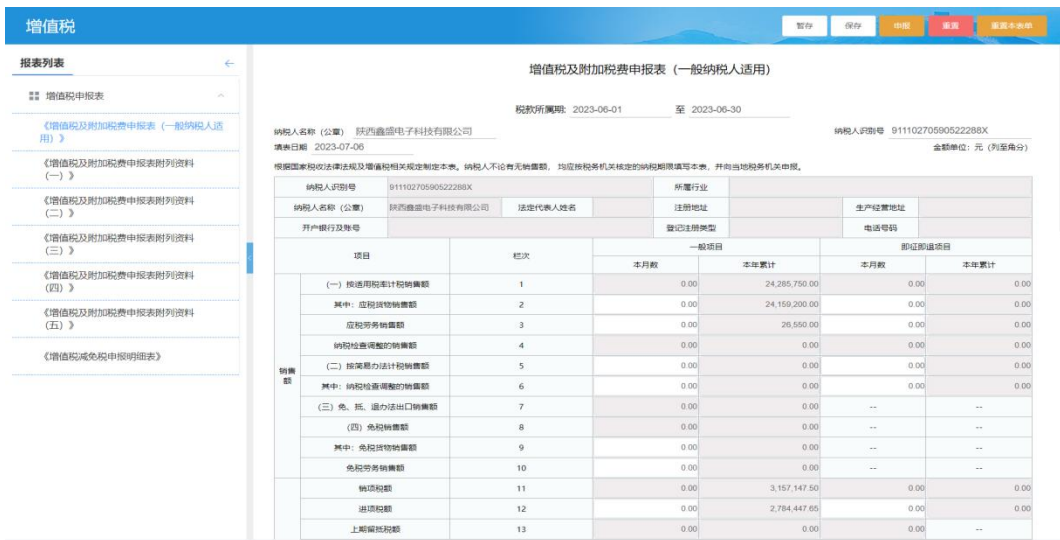 增值税
暂存 保存 申报 重置 重置本表单
报表列表 ←
增值税申报表
《增值税及附加税费申报表（一般纳税人适
用）》
《增值税及附加税费申报表附列资料
（一）》
《增值税及附加税费申报表附列资料
（二）》
《增值税及附加税费申报表附列资料
（三）》
《增值税及附加税费申报表附列资料
（四）》
《增值税及附加税费申报表附列资料
（五）》
《增值税减免税申报明细表》
增值税及附加税费申报表（一般纳税人适用）
税款所属期: 2023-06-01 至 2023-06-30
纳税人名称（公章） 陕西鑫盛电子科技有限公司 纳税人识别号 91110270590522288X
填表日期 2023-07-06 金额单位：元（列至角分）
根据国家税收法律法规及增值税相关规定制定本表。纳税人不论有无销售额，均应按税务机关核定的纳税期限填写本表，并向当地税务机关申报。
纳税人识别号 91110270590522288X 所属行业
纳税人名称（公章） 陕西鑫盛电子科技有限公司 法定代表人姓名 注册地址 生产经营地址
开户银行及账号 登记注册类型 电话号码
项目 栏次 一般项目 即征即退项目
本月数 本年累计 本月数 本年累计
销售
额
（一）按适用税率计税销售额 1 0.00 24,285,750.00 0.00 0.00
其中：应税货物销售额 2 0.00 24,159,200.00 0.00 0.00
应税劳务销售额 3 0.00 26,550.00 0.00 0.00
纳税检查调整的销售额 4 0.00 0.00 0.00 0.00
（二）按简易办法计税销售额 5 0.00 0.00 0.00 0.00
其中：纳税检查调整的销售额 6 0.00 0.00 0.00 0.00
（三）免、抵、退办法出口销售额 7 0.00 0.00 -- --
（四）免税销售额 8 0.00 0.00 -- --
其中：免税货物销售额 9 0.00 0.00 -- --
免税劳务销售额 10 0.00 0.00 -- --
销项税额 11 0.00 3,157,147.50 0.00 0.00
进项税额 12 0.00 2,784,447.65 0.00 0.00
上期留抵税额 13 0.00 0.00 0.00 --